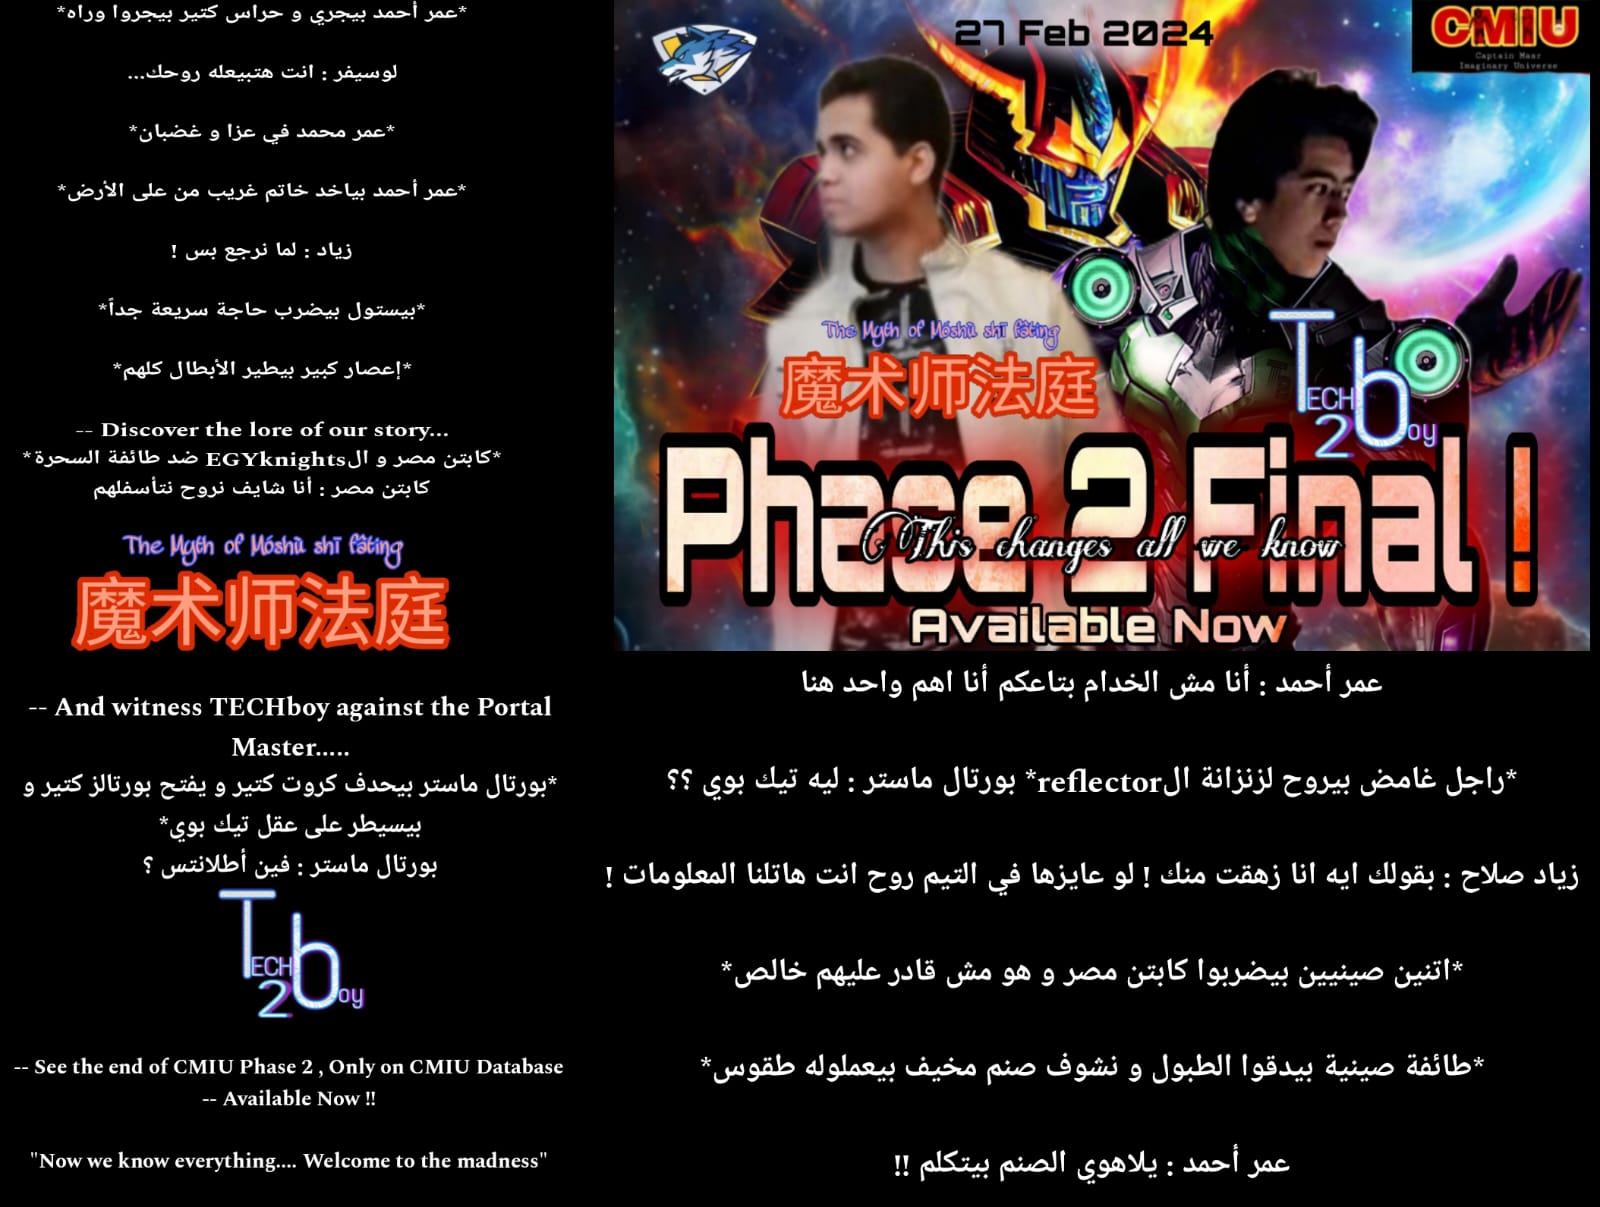 *عمر أحمد بيجري و حراس كتير بيجروا وراه*
لوسيفر : انت هتبيعله روحك...
*عمر محمد في عزا و غضبان*
*عمر أحمد بياخد خاتم غريب من على الأرض*
زياد : لما نرجع بس !
*بيستول بيضرب حاجة سريعة جداً*
*إعصار كبير بيطير الأبطال كلهم*
-- Discover the lore of our story...
*كابتن مصر و الEGYknights ضد طائفة السحرة*
كابتن مصر : أنا شايف نروح نتأسفلهم
The Myth of Móshù shī fǎtíng
魔术师法庭
-- And witness TECHboy against the Portal
Master.....
*بورتال ماستر بيحدف كروت كتير و يفتح بورتالز كتير و
بيسيطر على عقل تيك بوي*
بورتال ماستر : فين أطلانتس ؟
TECH boy 2
-- See the end of CMIU Phase 2 , Only on CMIU Database
-- Available Now !!
"Now we know everything.... Welcome to the madness"
27 Feb 2024
CMIU
Captain Masr
Imaginary Universe
The Myth of Móshù shī fǎtíng
魔术师法庭
TECH boy 2
Phase 2 Final !
This changes all we know
Available Now
عمر أحمد : أنا مش الخدام بتاعكم أنا اهم واحد هنا
*راجل غامض بيروح لزنزانة الreflector* بورتال ماستر : ليه تيك بوي ؟؟
زياد صلاح : بقولك ايه انا زهقت منك ! لو عايزها في التيم روح انت هاتلنا المعلومات !
*اتنين صينيين بيضربوا كابتن مصر و هو مش قادر عليهم خالص*
*طائفة صينية بيدقوا الطبول و نشوف صنم مخيف بيعملوله طقوس*
عمر أحمد : يلاهوي الصنم بيتكلم !!